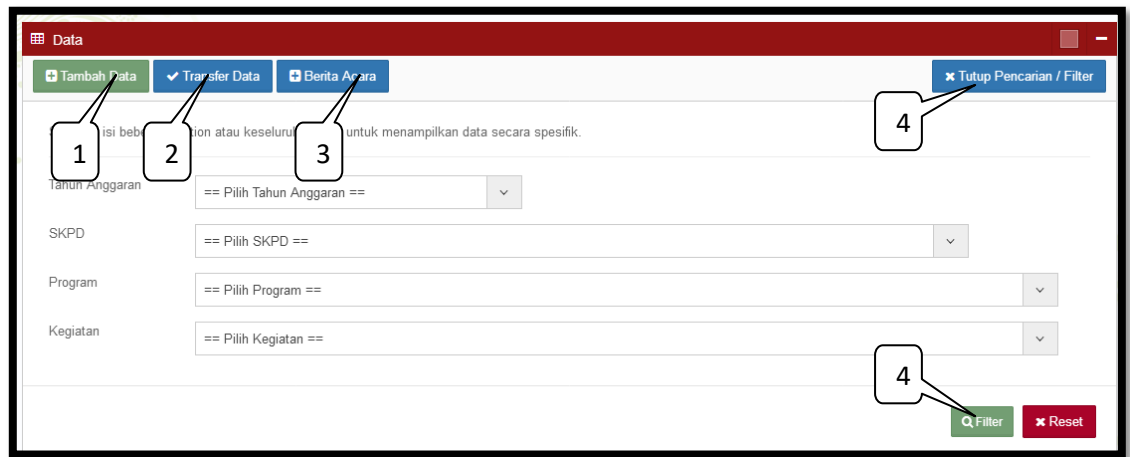 Data
Tambah Data Transfer Data Berita Acara Tutup Pencarian / Filter
4
1 2 3
isi untuk menampilkan data secara spesifik.
Tahun Anggaran == Pilih Tahun Anggaran ==
SKPD == Pilih SKPD ==
Program == Pilih Program ==
Kegiatan == Pilih Kegiatan ==
4
Filter Reset